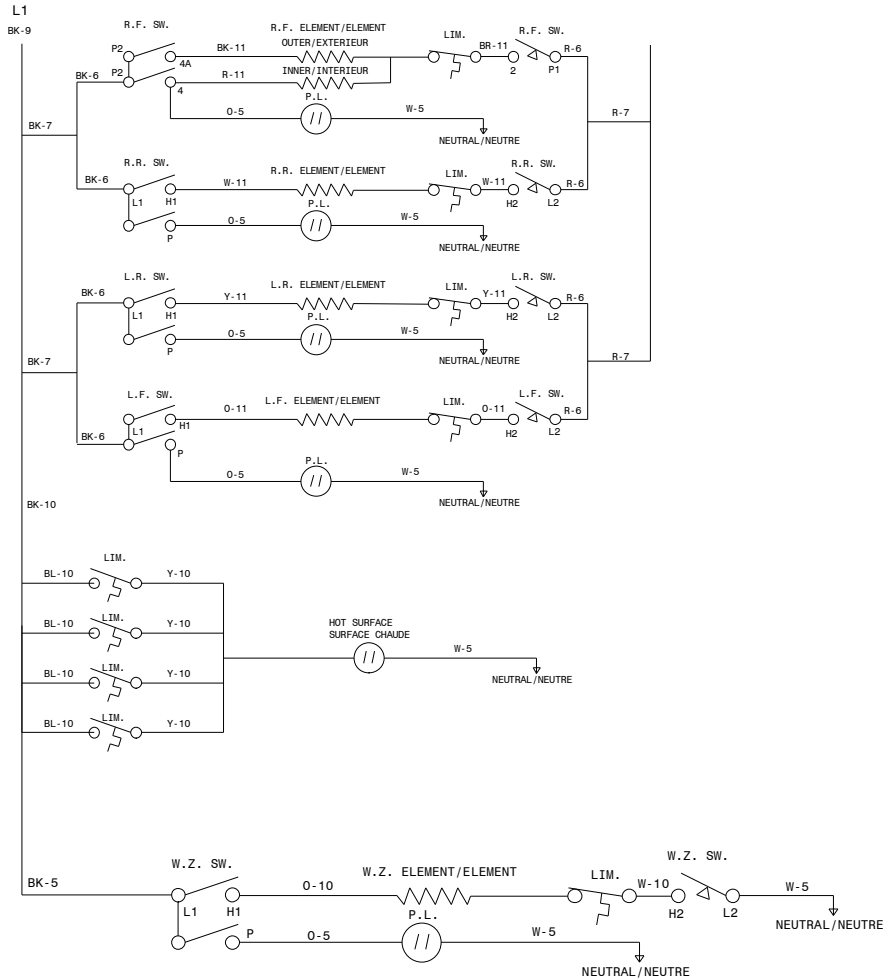 L1
BK-9
R.F. SW.
R.F. ELEMENT/ELEMENT
OUTER/EXTERIEUR
BK-11
LIM.
BR-11
R.F. SW.
R-6
P2
4A
2
P1
BK-6
P2
R-11
INNER/INTERIEUR
4
P.L.
O-5
W-5
R-7
BK-7
NEUTRAL/NEUTRE
R.R. SW.
R.R. ELEMENT/ELEMENT
LIM.
R.R. SW.
BK-6
W-11
W-11
R-6
L1
H1
P.L.
H2
L2
O-5
W-5
P
NEUTRAL/NEUTRE
L.R. SW.
L.R. ELEMENT/ELEMENT
LIM.
L.R. SW.
BK-6
Y-11
Y-11
R-6
L1
H1
P.L.
H2
L2
O-5
W-5
P
NEUTRAL/NEUTRE
BK-7
R-7
L.F. SW.
L.F. ELEMENT/ELEMENT
LIM.
L.F. SW.
O-11
O-11
R-6
L1
H1
H2
L2
BK-6
P
P.L.
O-5
W-5
NEUTRAL/NEUTRE
BK-10
LIM.
BL-10
Y-10
LIM.
BL-10
Y-10
HOT SURFACE
SURFACE CHAUDE
W-5
LIM.
BL-10
Y-10
NEUTRAL/NEUTRE
LIM.
BL-10
Y-10
W.Z. SW.
W.Z. ELEMENT/ELEMENT
LIM.
W.Z. SW.
BK-5
O-10
W-10
W-5
L1
H1
P.L.
H2
L2
NEUTRAL/NEUTRE
P
O-5
W-5
NEUTRAL/NEUTRE